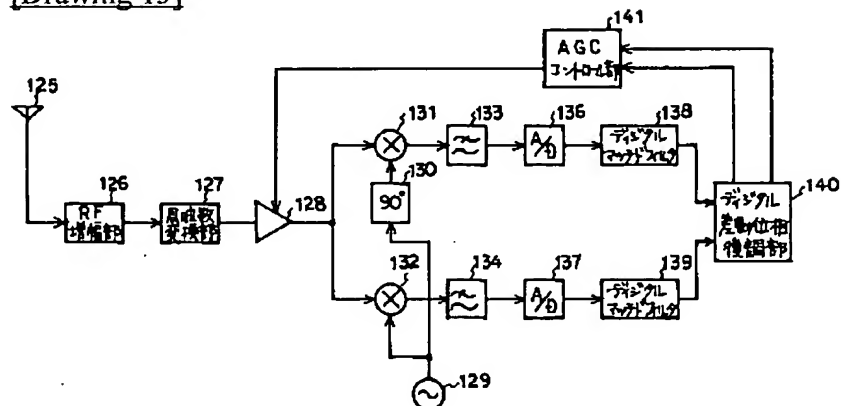 [Drawing
141
AGC
コントロール部
125
131
133
136
138
A/D
ディジタル
マッチドフィルタ
126
127
130
RF
増幅部
周波数
変換部
128
90°
140
ディジタル
差動位相
復調部
132
134
137
139
A/D
ディジタル
マッチドフィルタ
129